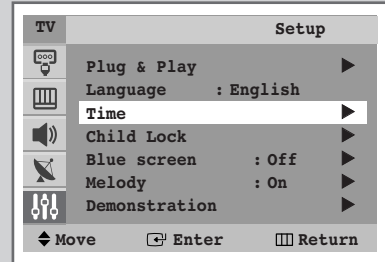 TV Setup
Plug & Play
Language : English
Time
Child Lock
Blue screen : Off
Melody : On
Demonstration
Move Enter Return